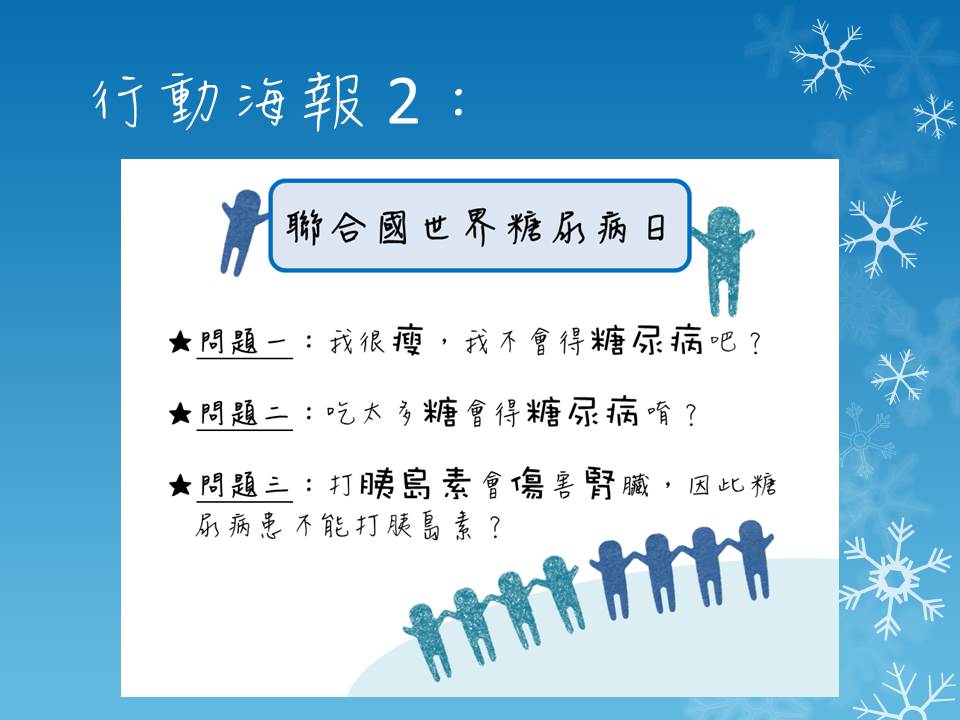 行動海報 2：
聯合國世界糖尿病日
★問題一：我很瘦，我不會得糖尿病吧？
★問題二：吃太多糖會得糖尿病唷？
★問題三：打胰島素會傷害腎臟，因此糖
尿病患不能打胰島素？